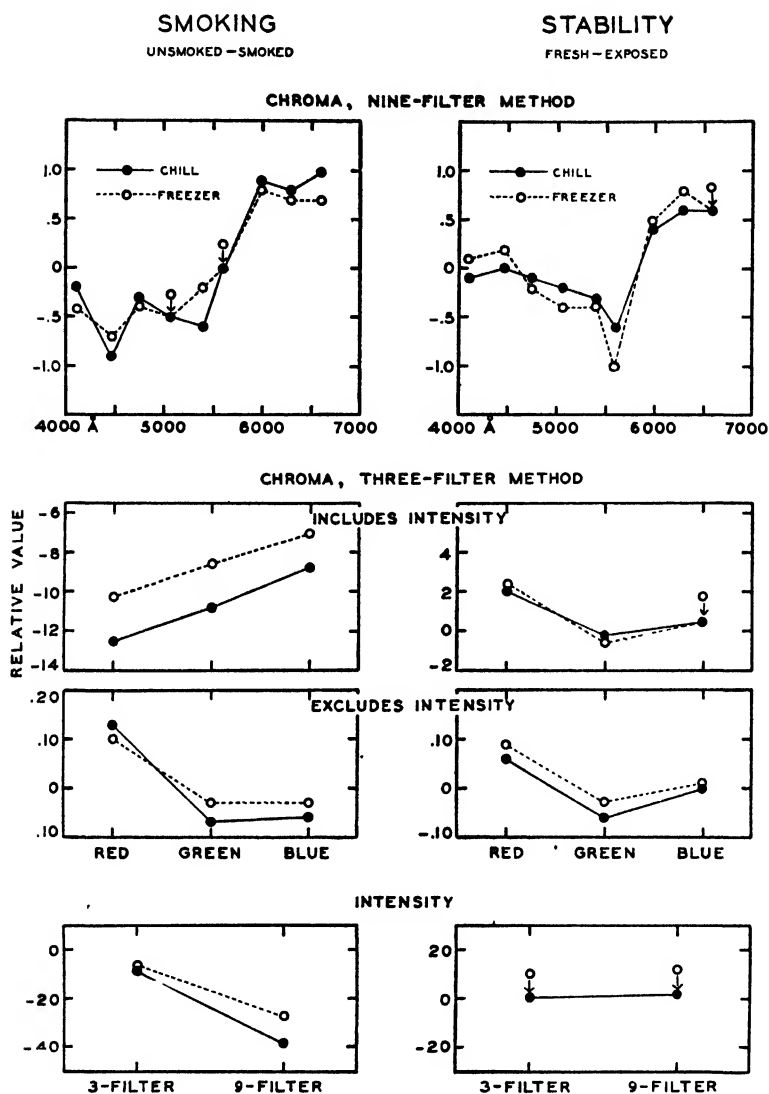 SMOKING STABILITY
UNSMOKED – SMOKED FRESH – EXPOSED
CHROMA, NINE-FILTER METHOD
1.0 CHILL 1.0 CHILL
.5 FREEZER .5 FREEZER
0 0
-.5 -.5
-1.0 -1.0
4000 Å 5000 6000 7000 4000 Å 5000 6000 7000
CHROMA, THREE-FILTER METHOD
RELATIVE VALUE
-6 INCLUDES INTENSITY
-8 4
-10 2
-12 0
-14 -2
.20 EXCLUDES INTENSITY
.10 .10
0 0
.10 -.10
RED GREEN BLUE RED GREEN BLUE
INTENSITY
0 20
-20 0
-40 -20
3-FILTER 9-FILTER 3-FILTER 9-FILTER